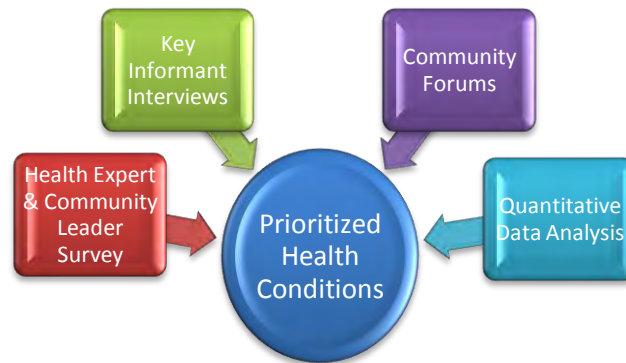 Key
Informant
Interviews
Community
Forums
Health Expert
& Community
Leader
Survey
Prioritized
Health
Conditions
Quantitative
Data Analysis